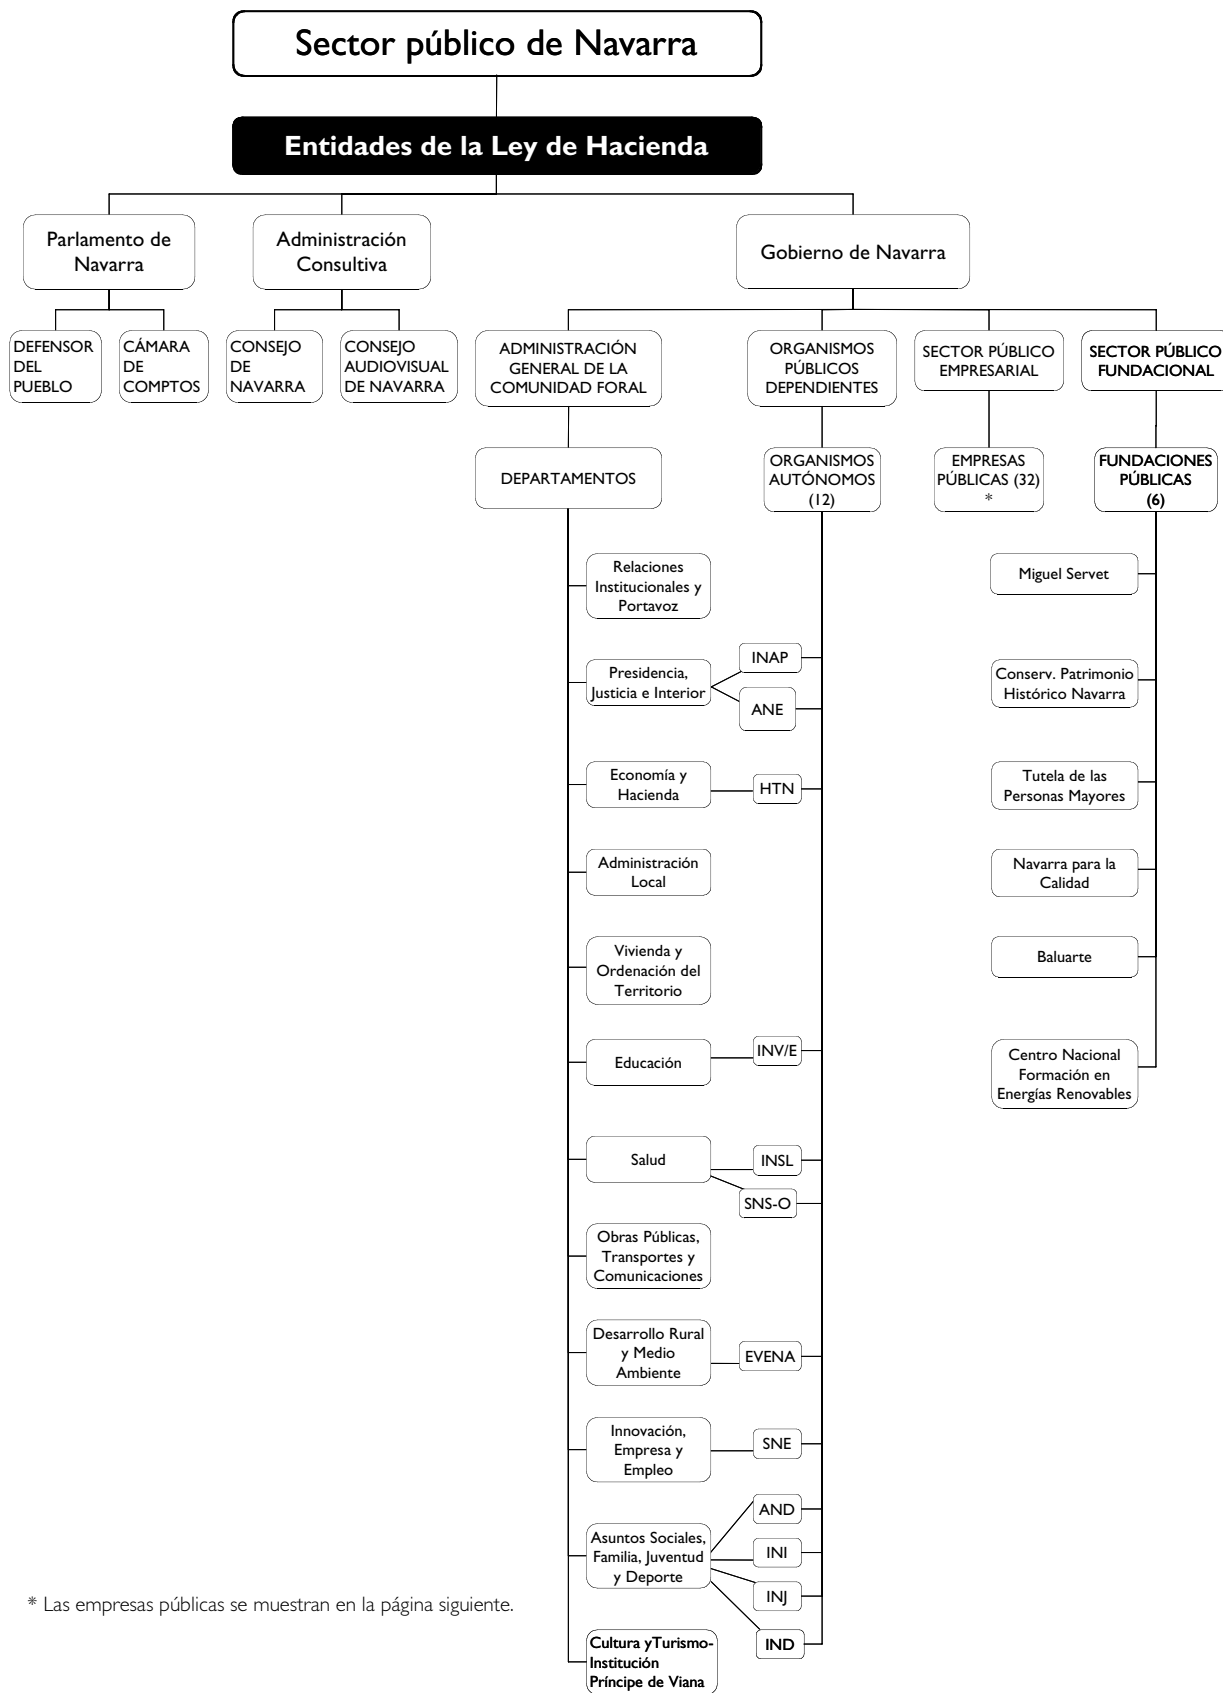 Sector público de Navarra
Entidades de la Ley de Hacienda
Parlamento de
Navarra
Administración
Consultiva
Gobierno de Navarra
DEFENSOR
DEL
PUEBLO
CÁMARA
DE
COMPTOS
CONSEJO
DE
NAVARRA
CONSEJO
AUDIOVISUAL
DE NAVARRA
ADMINISTRACIÓN
GENERAL DE LA
COMUNIDAD FORAL
ORGANISMOS
PÚBLICOS
DEPENDIENTES
SECTOR PÚBLICO
EMPRESARIAL
SECTOR PÚBLICO
FUNDACIONAL
DEPARTAMENTOS
ORGANISMOS
AUTÓNOMOS
(12)
EMPRESAS
PÚBLICAS (32)
*
FUNDACIONES
PÚBLICAS
(6)
Relaciones
Institucionales y
Portavoz
Presidencia,
Justicia e Interior
INAP
ANE
Economía y
Hacienda
HTN
Administración
Local
Vivienda y
Ordenación del
Territorio
Educación
INV/E
Salud
INSL
SNS-O
Obras Públicas,
Transportes y
Comunicaciones
Desarrollo Rural
y Medio
Ambiente
EVENA
Innovación,
Empresa y
Empleo
SNE
Asuntos Sociales,
Familia, Juventud
y Deporte
AND
INI
INJ
IND
Cultura yTurismo-
Institución
Príncipe de Viana
Miguel Servet
Conserv. Patrimonio
Histórico Navarra
Tutela de las
Personas Mayores
Navarra para la
Calidad
Baluarte
Centro Nacional
Formación en
Energías Renovables
* Las empresas públicas se muestran en la página siguiente.